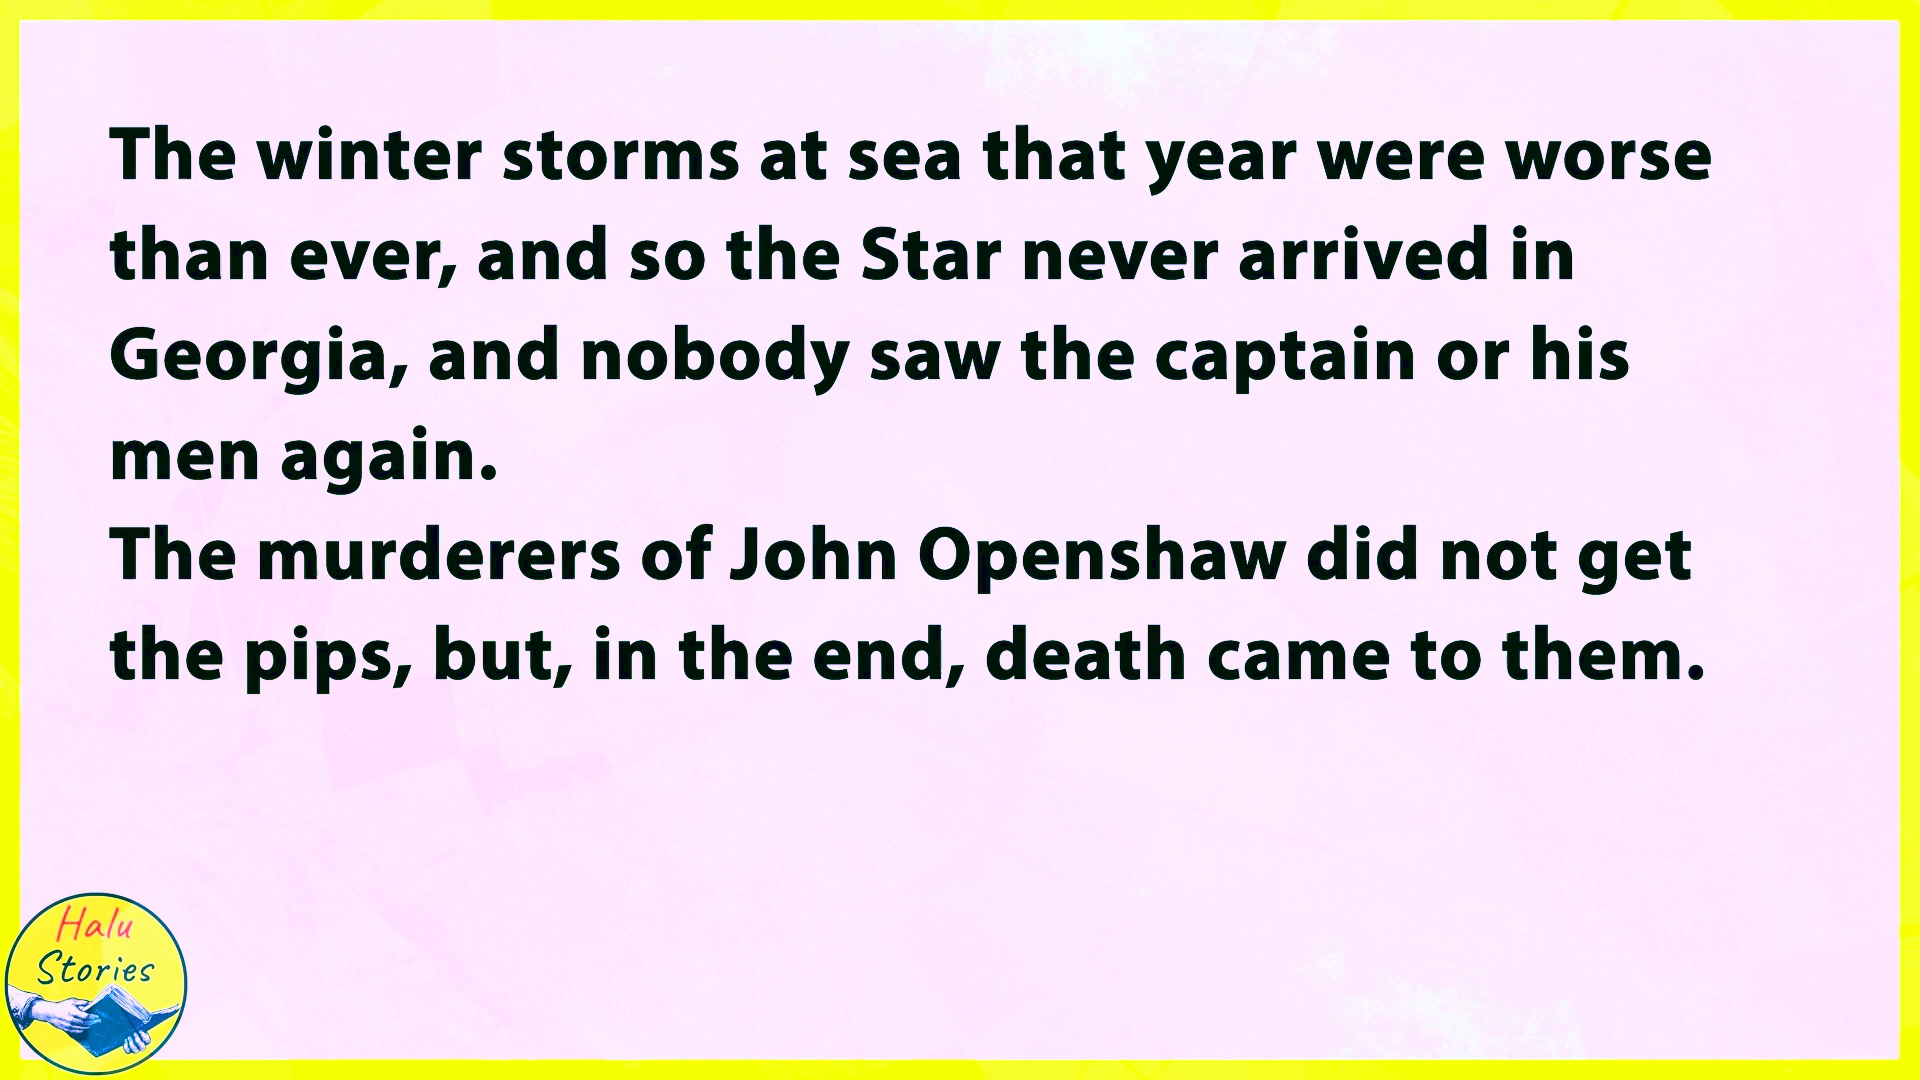 The winter storms at sea that year were worse
than ever, and so the Star never arrived in
Georgia, and nobody saw the captain or his
men again.
The murderers of John Openshaw did not get
the pips, but, in the end, death came to them.
Halu
Stories